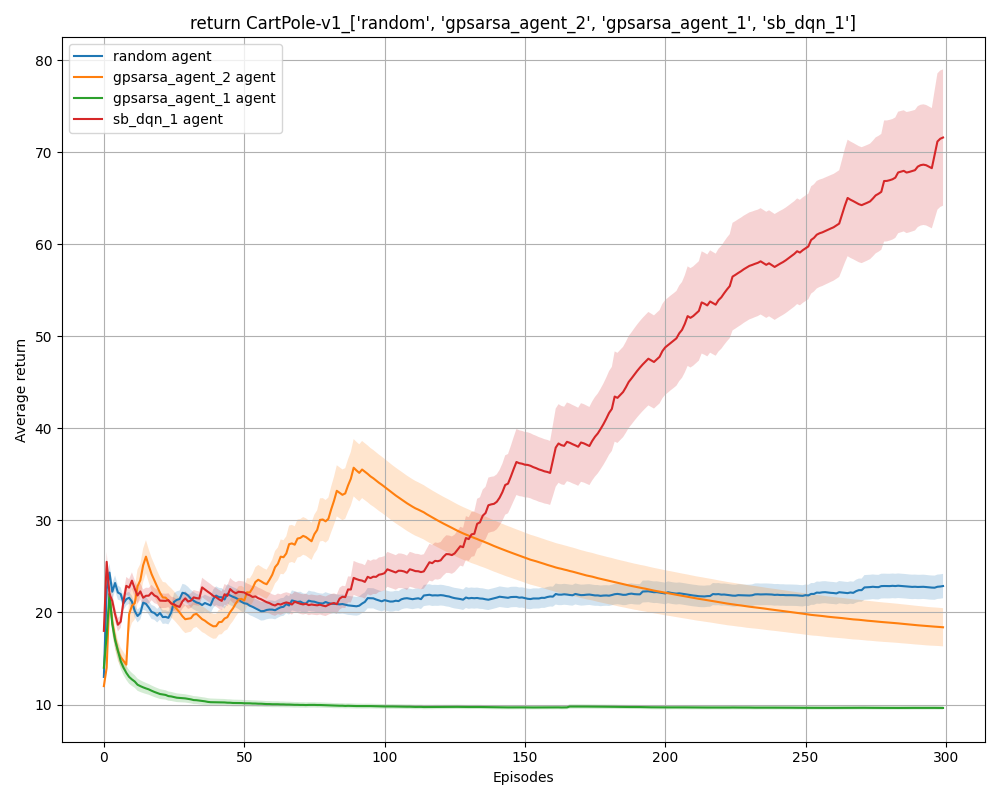 return CartPole-v1_['random', 'gpsarsa_agent_2', 'gpsarsa_agent_1', 'sb_dqn_1']
random agent
gpsarsa_agent_2 agent
gpsarsa_agent_1 agent
sb_dqn_1 agent
Average return
80
70
60
50
40
30
20
10
0 50 100 150 200 250 300
Episodes